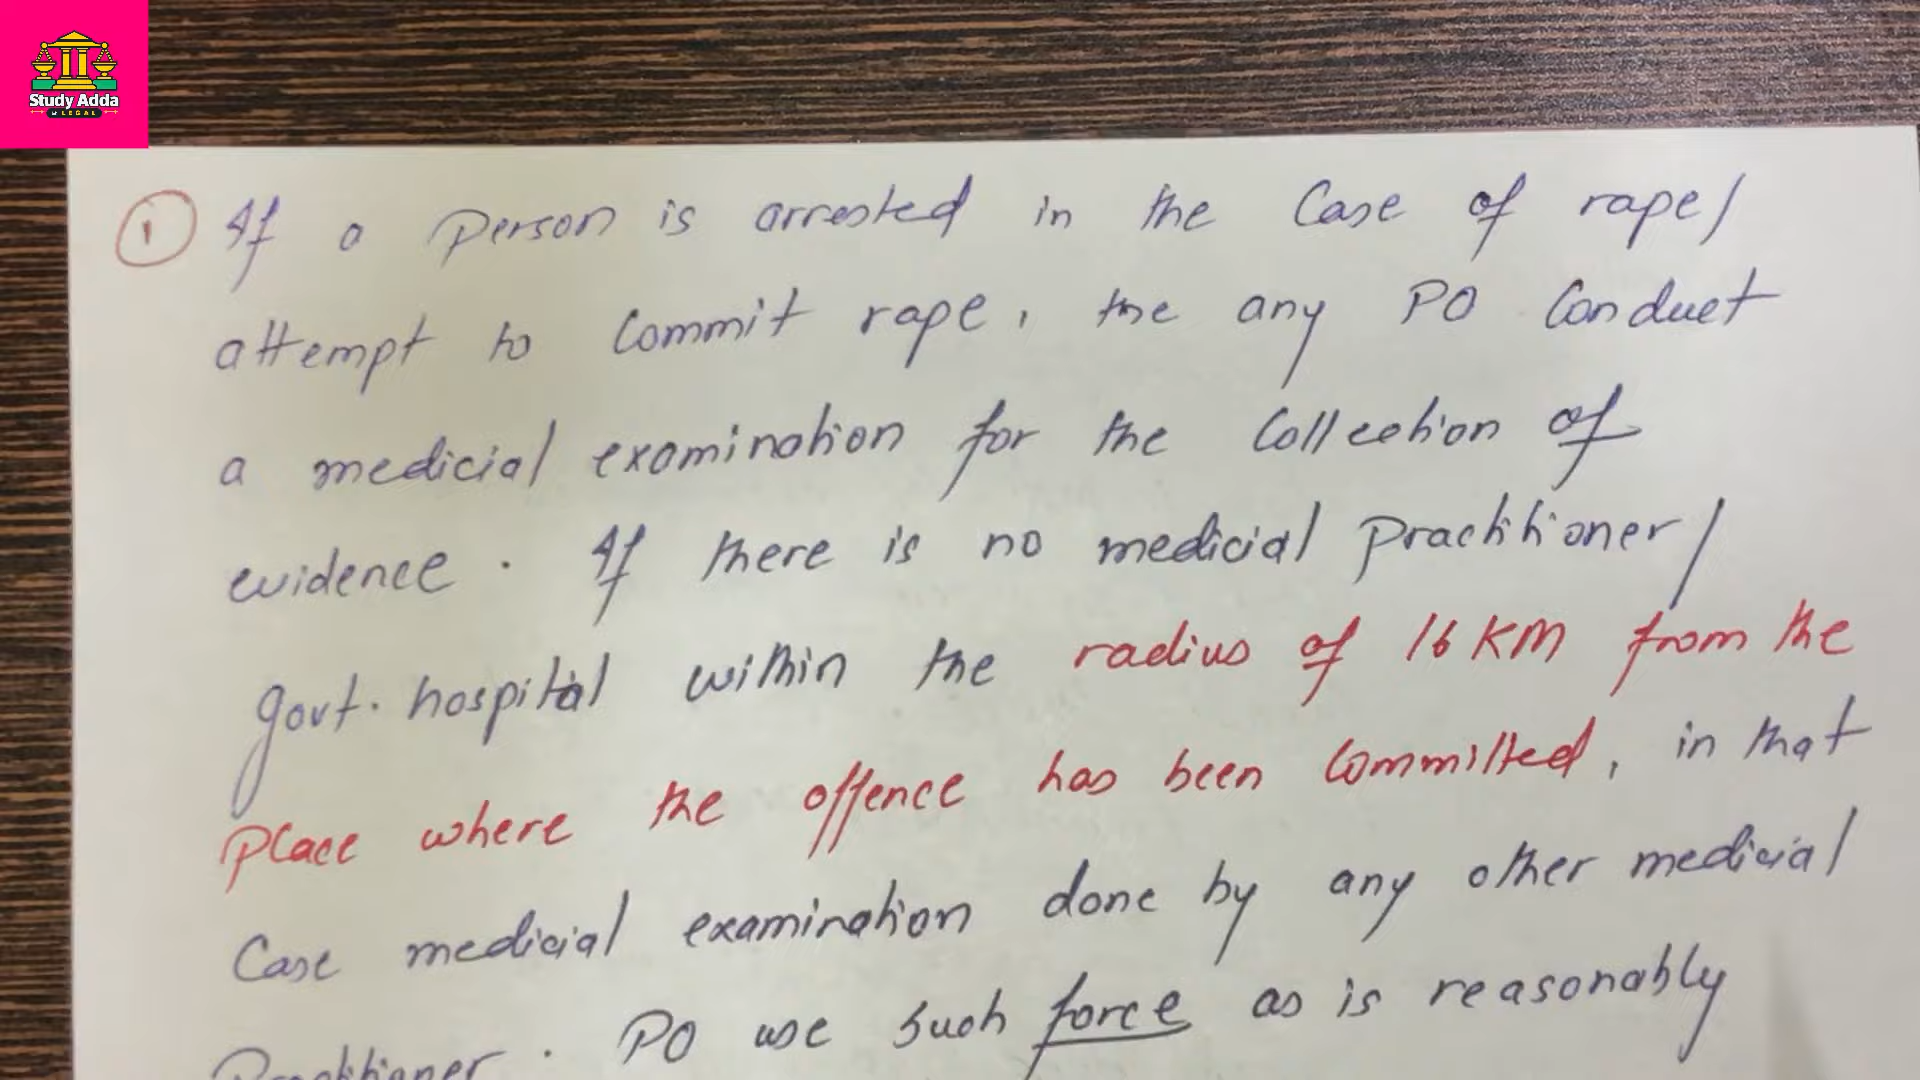 Study Adda
LEGAL
1 If a person is arrested in the Case of rape/
attempt to Commit rape, the any PO Conduct
a medicial examination for the Collection of
evidence. If there is no medicial Practitioner/
govt. hospital within the radius of 16 KM from the
place where the offence has been Committed, in that
Case medicial examination done by any other medicial
Practitioner. PO use such force as is reasonably